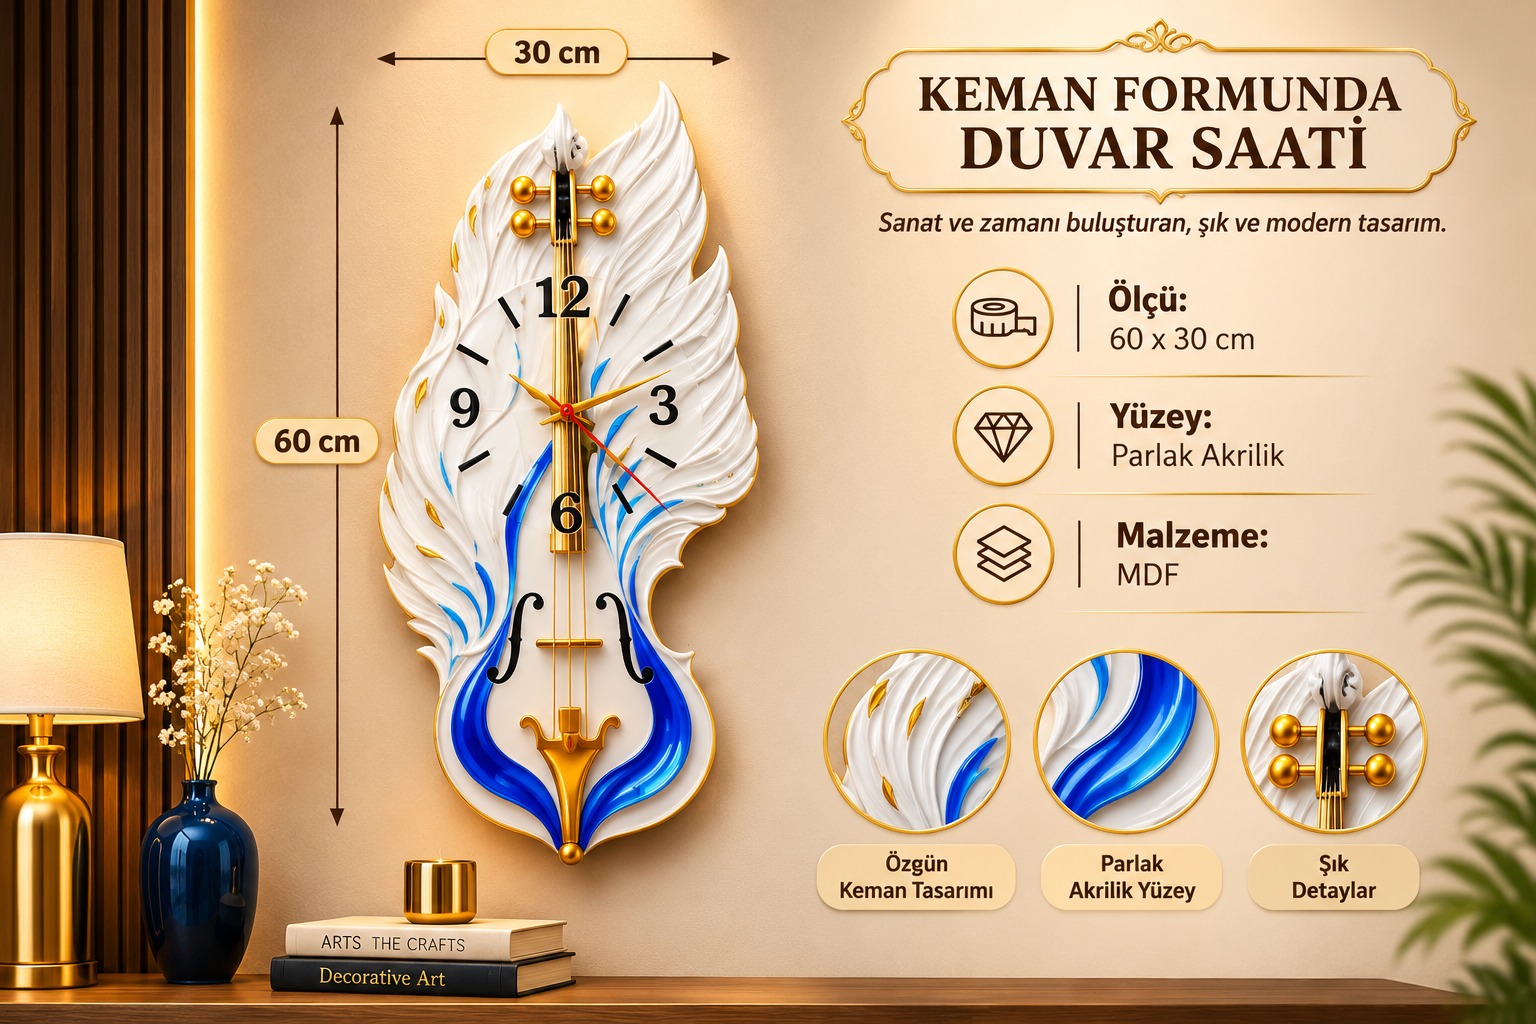 30 cm
KEMAN FORMUNDA
DUVAR SAATİ
Sanat ve zamanı buluşturan, şık ve modern tasarım.
12
9
3
6
60 cm
Ölçü:
60 x 30 cm
Yüzey:
Parlak Akrilik
Malzeme:
MDF
Özgün
Keman Tasarımı
Parlak
Akrilik Yüzey
Şık
Detaylar
ARTS THE CRAFTS
Decorative Art